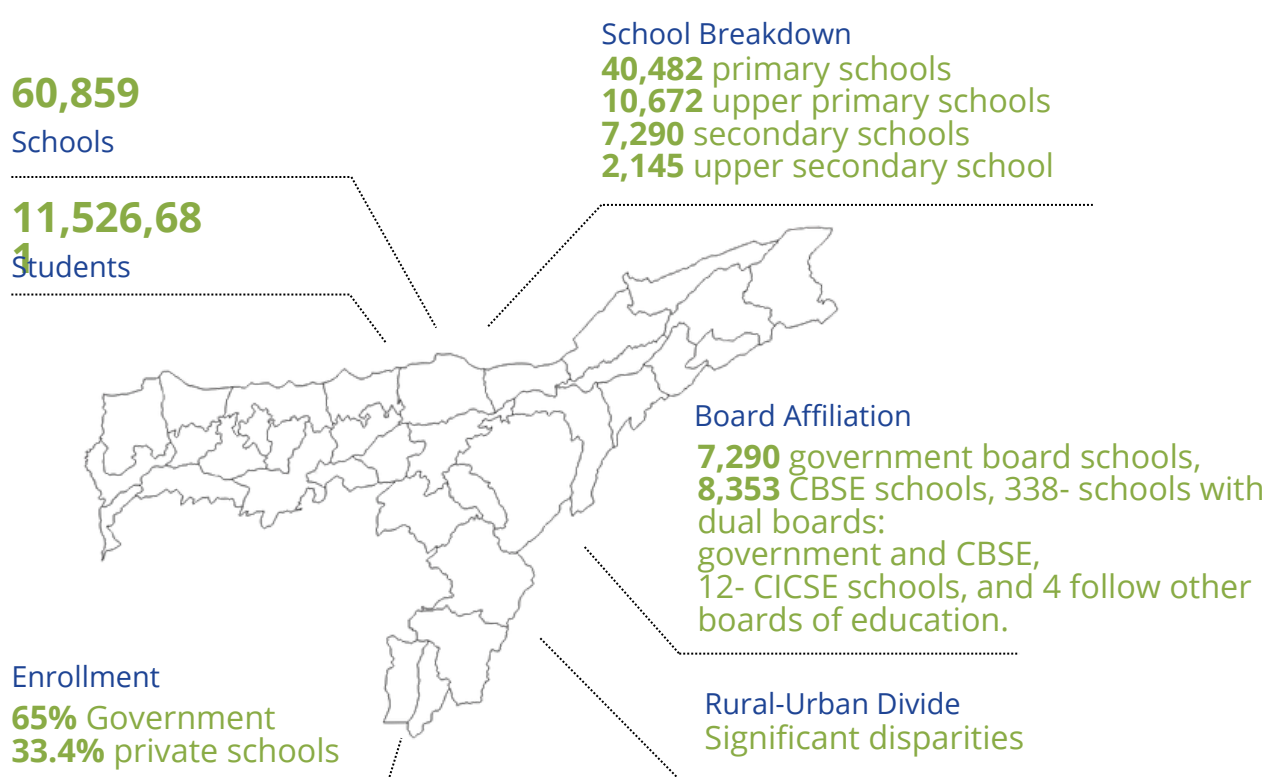 60,859
Schools
11,526,68
1
Students
School Breakdown
40,482 primary schools
10,672 upper primary schools
7,290 secondary schools
2,145 upper secondary school
Board Affiliation
7,290 government board schools,
8,353 CBSE schools, 338- schools with
dual boards:
government and CBSE,
12- CICSE schools, and 4 follow other
boards of education.
Enrollment
65% Government
33.4% private schools
Rural-Urban Divide
Significant disparities